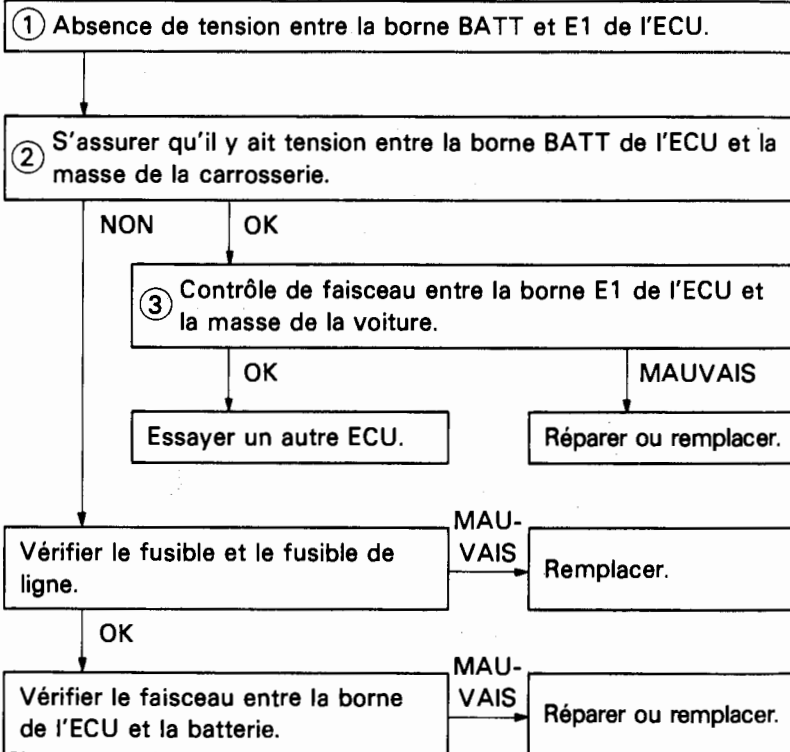 ① Absence de tension entre la borne BATT et E1 de l'ECU.
② S'assurer qu'il y ait tension entre la borne BATT de l'ECU et la
masse de la carrosserie.
NON
OK
③ Contrôle de faisceau entre la borne E1 de l'ECU et
la masse de la voiture.
OK
MAUVAIS
Essayer un autre ECU.
Réparer ou remplacer.
Vérifier le fusible et le fusible de
ligne.
MAU-
VAIS
Remplacer.
OK
Vérifier le faisceau entre la borne
de l'ECU et la batterie.
MAU-
VAIS
Réparer ou remplacer.